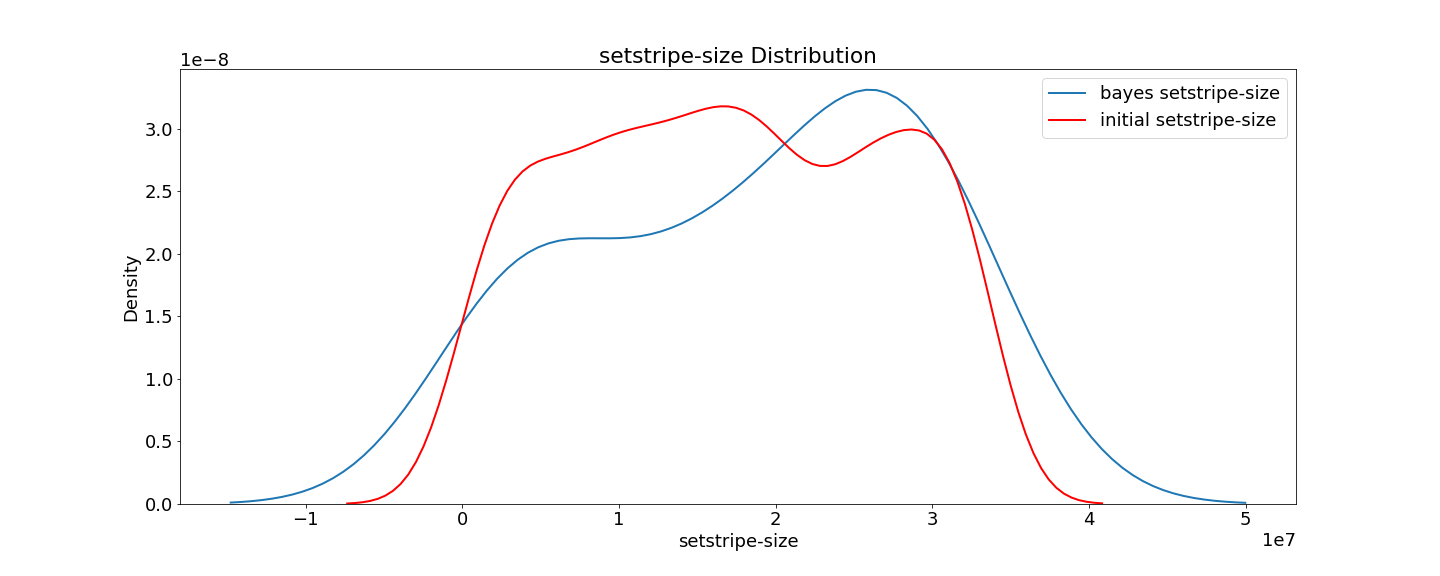 setstripe-size Distribution
1e−8
bayes setstripe-size
initial setstripe-size
3.0
2.5
2.0
1.5
1.0
0.5
0.0
Density
−1
0
1
2
3
4
5
setstripe-size
1e7